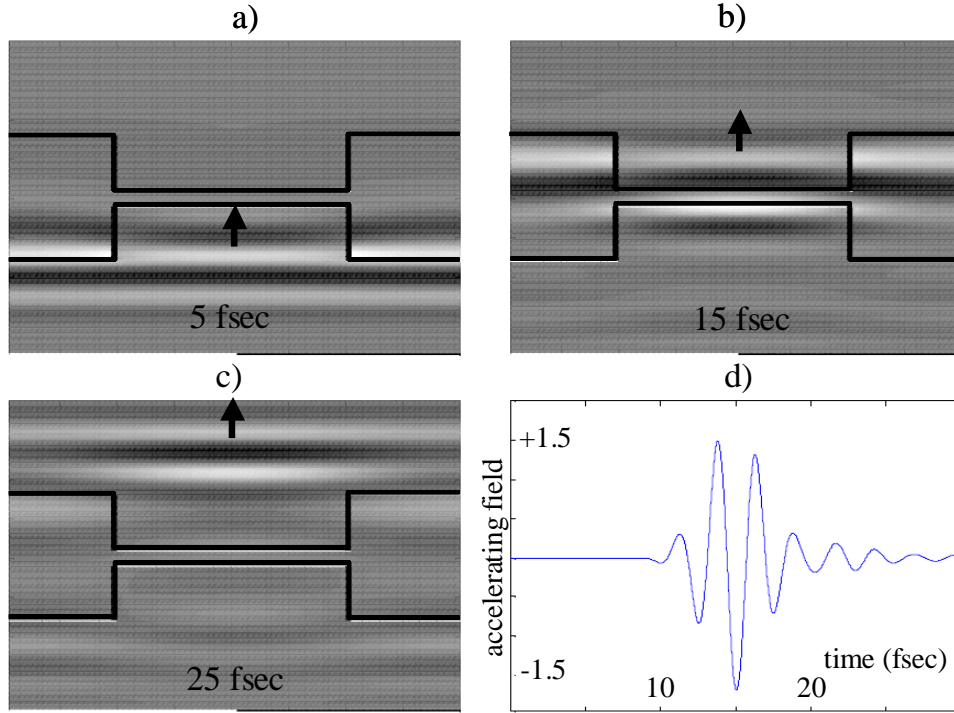 a)
b)
5 fsec
15 fsec
c)
d)
25 fsec
+1.5
accelerating field
-1.5
time (fsec)
10
20